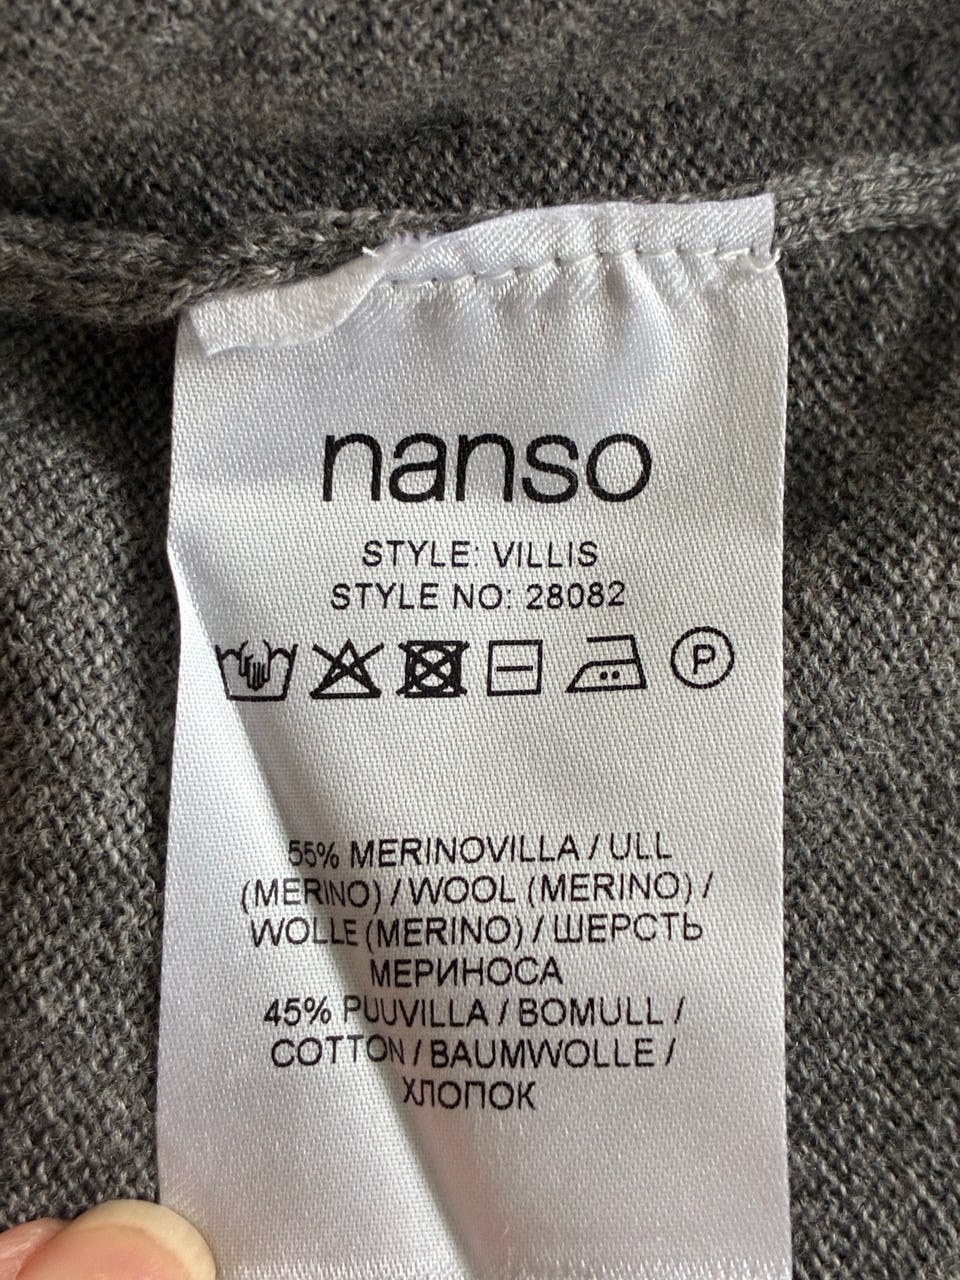 nanso
STYLE: VILLIS
STYLE NO: 28082
P
55% MERINOVILLA / ULL
(MERINO) / WOOL (MERINO) /
WOLLE (MERINO) / ШЕРСТЬ
МЕРИНОСА
45% PUUVILLA / BOMULL /
COTTON / BAUMWOLLE /
ХЛОПОК